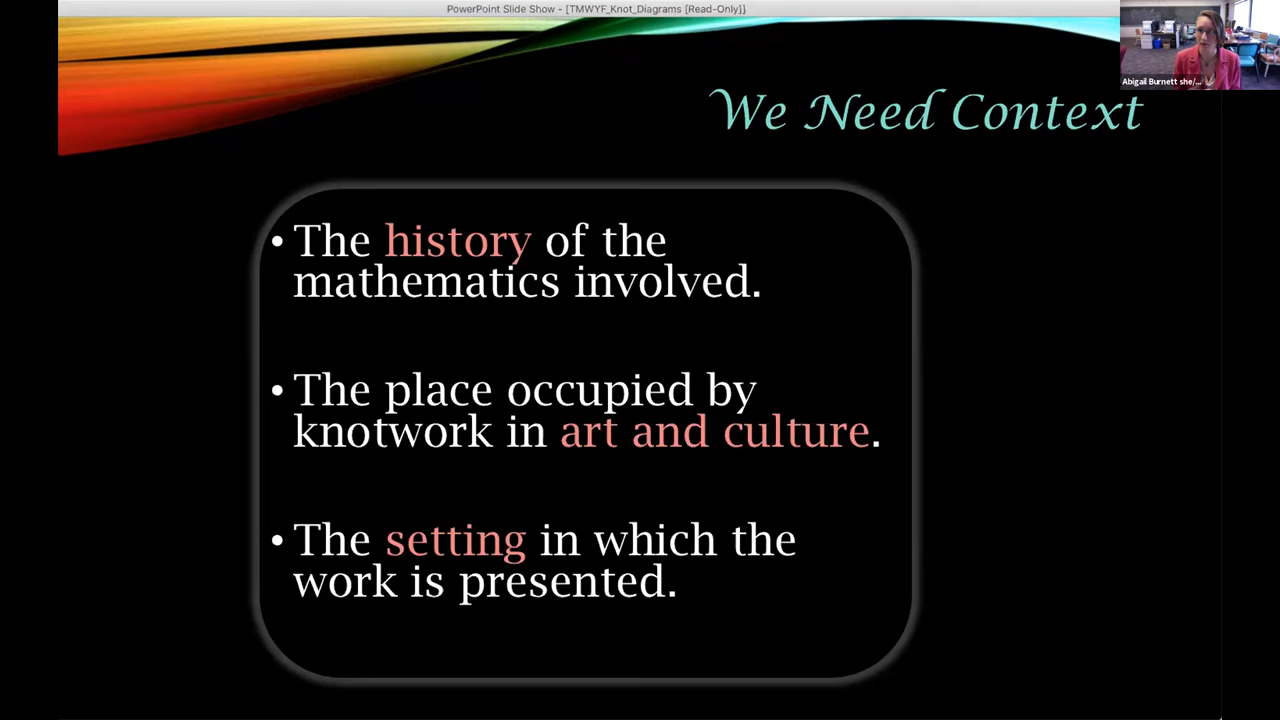 PowerPoint Slide Show - [TMWYF_Knot_Diagrams [Read-Only]]
Abigail Burnett she/...
We Need Context
• The history of the
mathematics involved.
• The place occupied by
knotwork in art and culture.
• The setting in which the
work is presented.